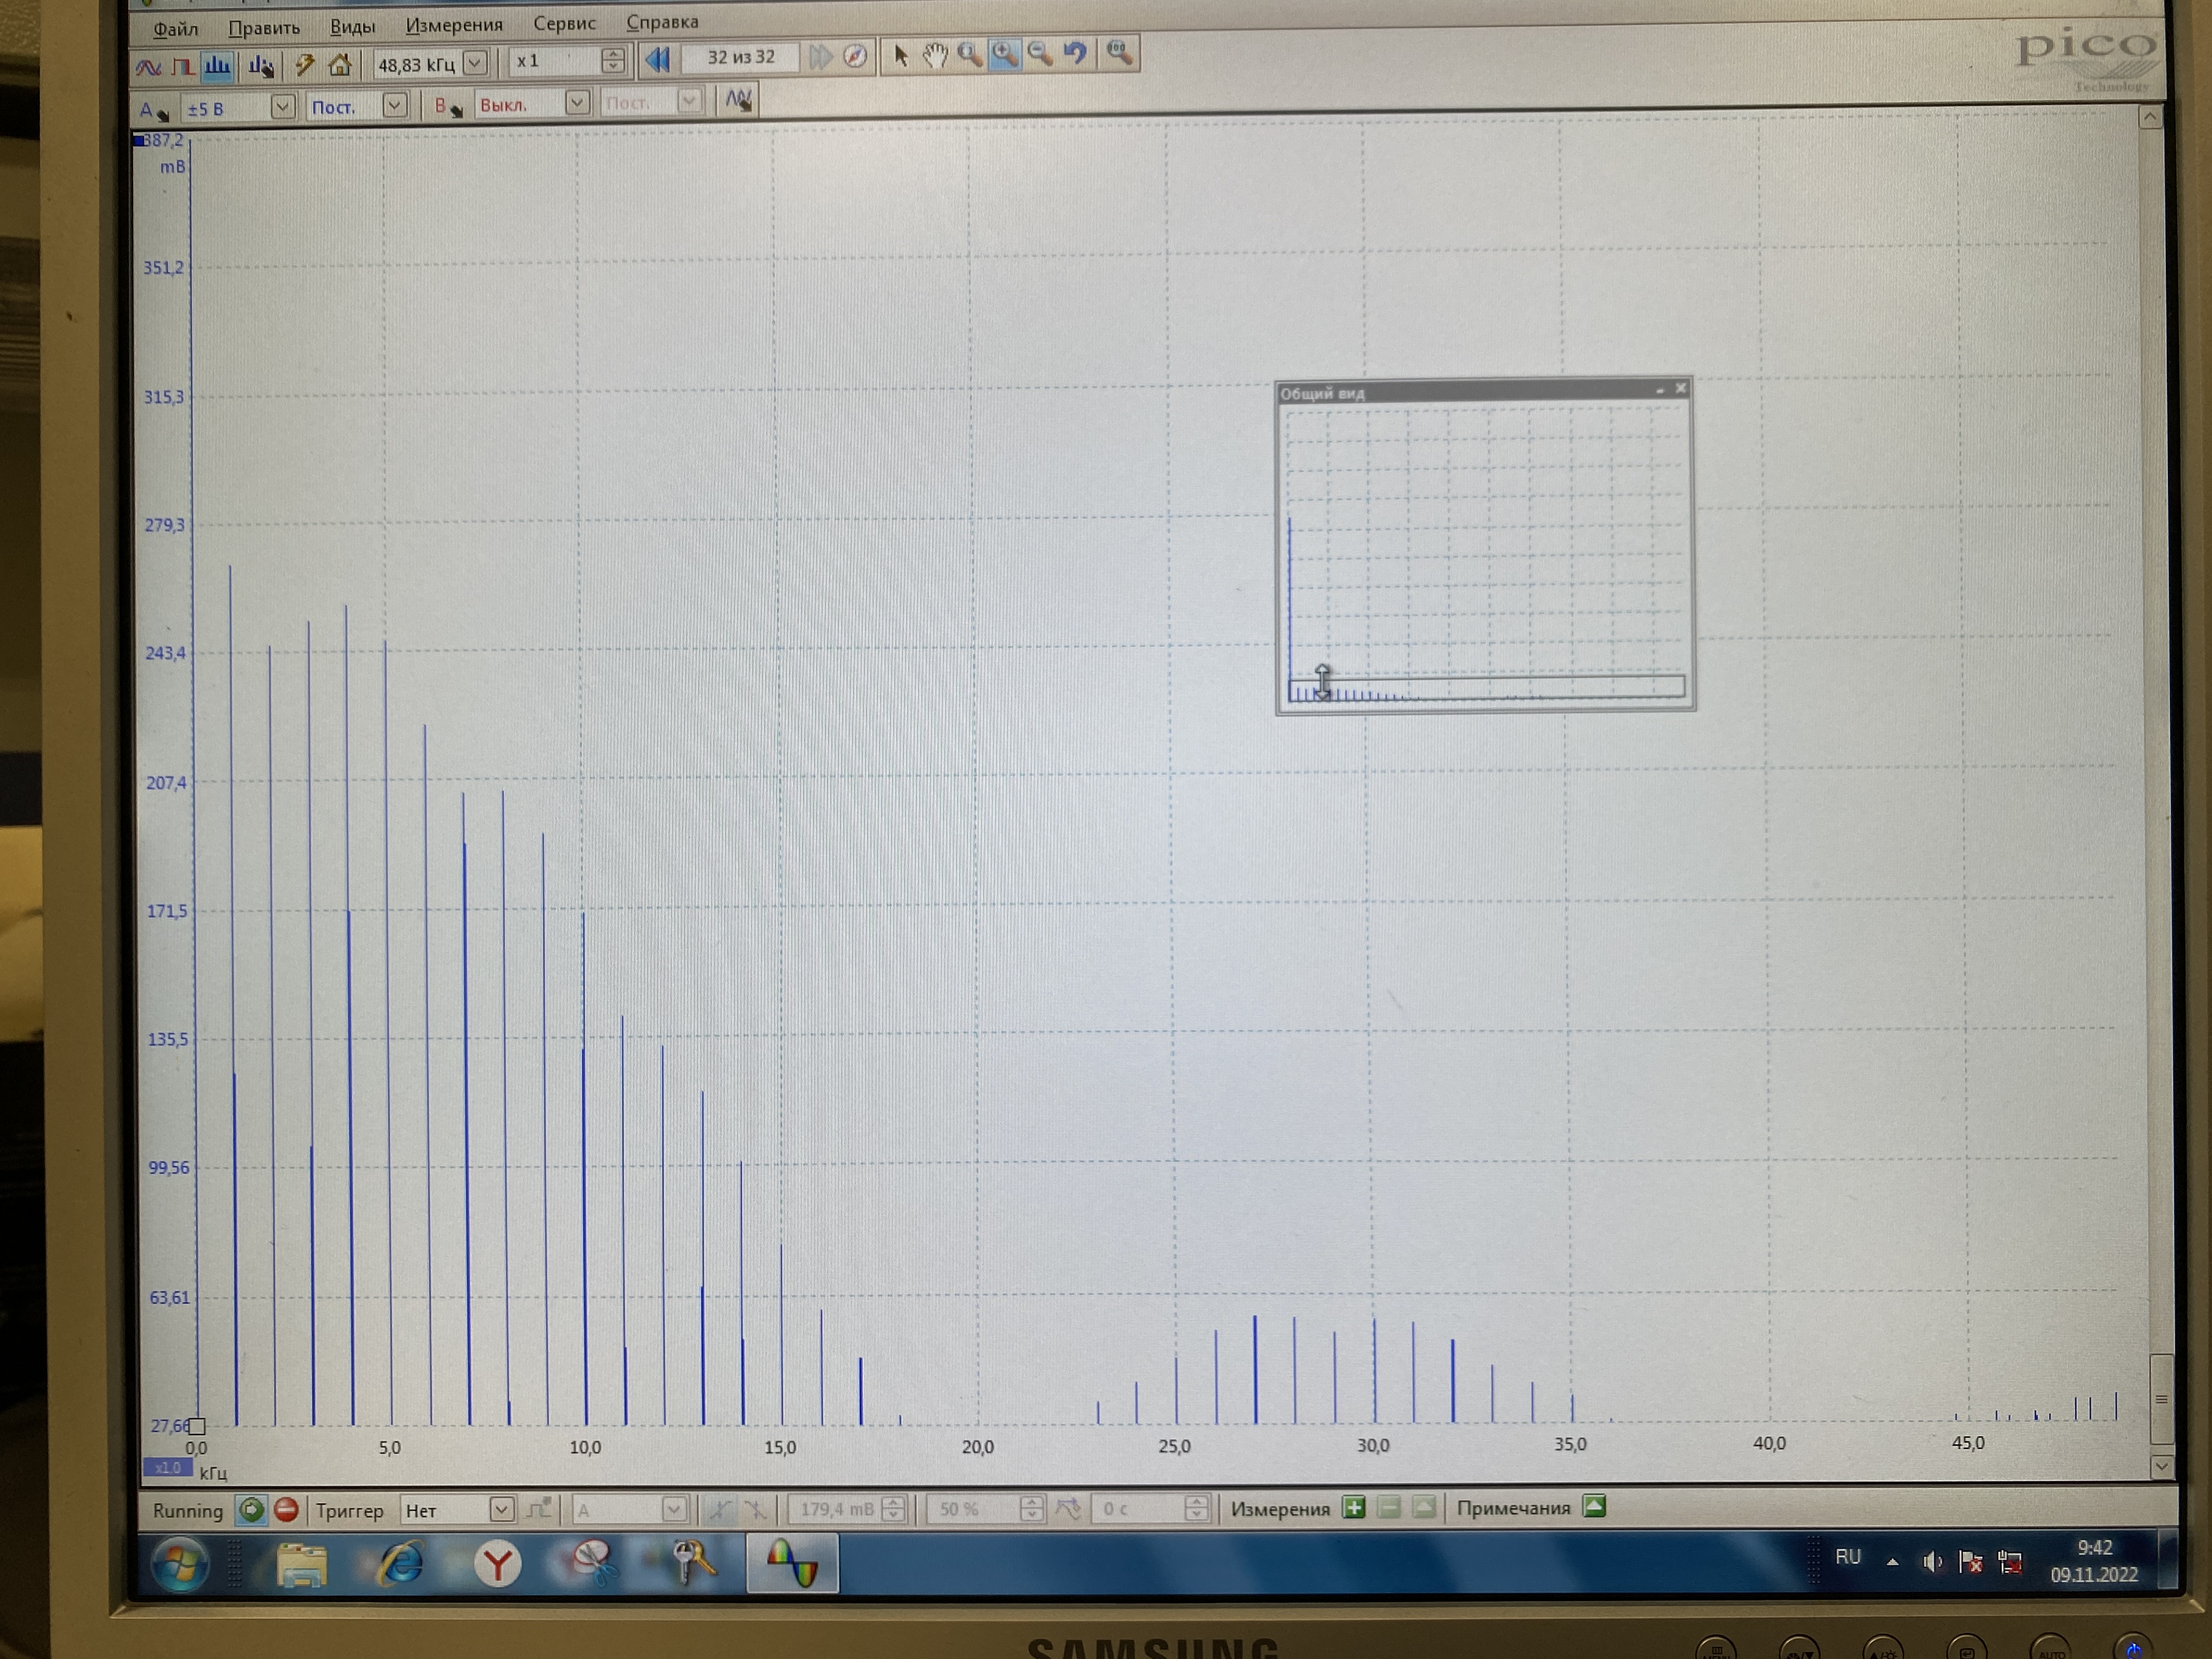 Файл Править Виды Измерения Сервис Справка
pico
Technology
48,83 кГц x 1 32 из 32
A ±5 В Пост. B Выкл. Пост.
387,2
mВ
351,2
315,3
279,3
243,4
207,4
171,5
135,5
99,56
63,61
27,66
Общий вид
0,0 5,0 10,0 15,0 20,0 25,0 30,0 35,0 40,0 45,0
x1,0 кГц
Running Триггер Нет A 179,4 mВ 50 % 0 с Измерения Примечания
RU 9:42
09.11.2022
SAMSUNG
AUTO